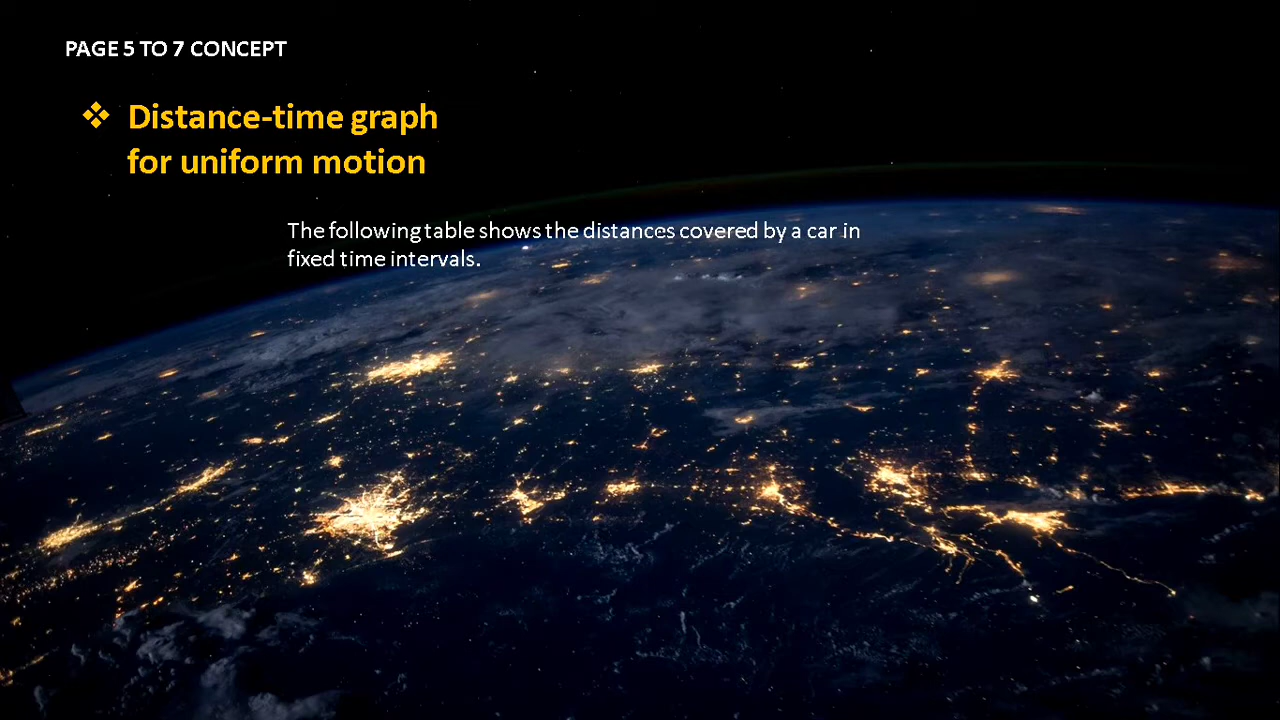 PAGE 5 TO 7 CONCEPT
❖ Distance-time graph
for uniform motion
The following table shows the distances covered by a car in
fixed time intervals.